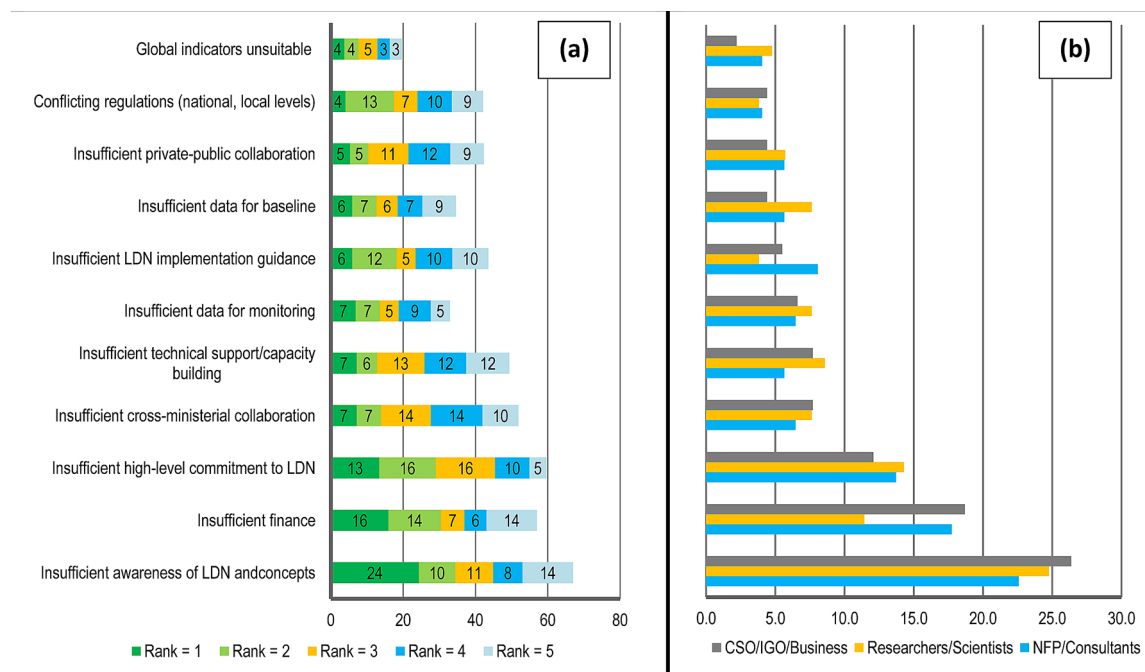 (a)
Global indicators unsuitable 4 4 5 3 3
Conflicting regulations (national, local levels) 4 13 7 10 9
Insufficient private-public collaboration 5 5 11 12 9
Insufficient data for baseline 6 7 6 7 9
Insufficient LDN implementation guidance 6 12 5 10 10
Insufficient data for monitoring 7 7 5 9 5
Insufficient technical support/capacity
building 7 6 13 12 12
Insufficient cross-ministerial collaboration 7 7 14 14 10
Insufficient high-level commitment to LDN 13 16 16 10 5
Insufficient finance 16 14 7 6 14
Insufficient awareness of LDN andconcepts 24 10 11 8 14
0 20 40 60 80
Rank = 1 Rank = 2 Rank = 3 Rank = 4 Rank = 5
(b)
0.0 5.0 10.0 15.0 20.0 25.0 30.0
CSO/IGO/Business Researchers/Scientists NFP/Consultants